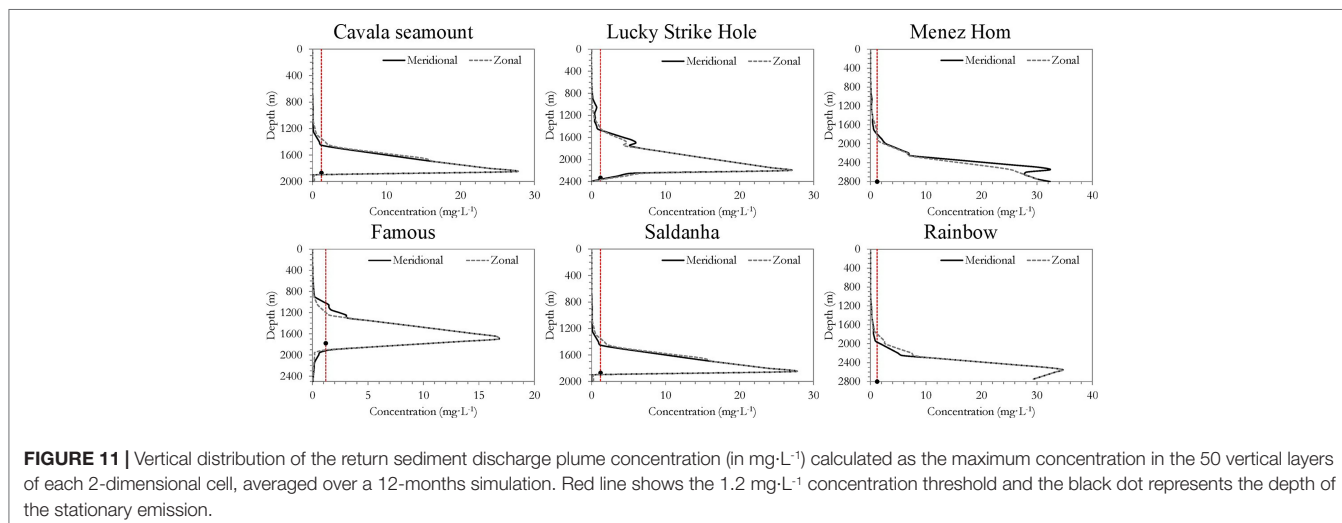 Cavala seamount
Lucky Strike Hole
Menez Hom
Meridional Zonal
Meridional Zonal
Meridional Zonal
Depth (m)
0
400
800
1200
1600
2000
0 10 20 30
Concentration (mg·L⁻¹)
Depth (m)
0
400
800
1200
1600
2000
2400
0 10 20 30
Concentration (mg·L⁻¹)
Depth (m)
0
400
800
1200
1600
2000
2400
2800
0 10 20 30 40
Concentration (mg·L⁻¹)
Famous
Saldanha
Rainbow
Meridional Zonal
Meridional Zonal
Meridional Zonal
Depth (m)
0
400
800
1200
1600
2000
2400
0 5 10 15 20
Concentration (mg·L⁻¹)
Depth (m)
0
400
800
1200
1600
2000
0 10 20 30
Concentration (mg·L⁻¹)
Depth (m)
0
400
800
1200
1600
2000
2400
2800
0 10 20 30 40
Concentration (mg·L⁻¹)
FIGURE 11 | Vertical distribution of the return sediment discharge plume concentration (in mg·L⁻¹) calculated as the maximum concentration in the 50 vertical layers
of each 2-dimensional cell, averaged over a 12-months simulation. Red line shows the 1.2 mg·L⁻¹ concentration threshold and the black dot represents the depth of
the stationary emission.